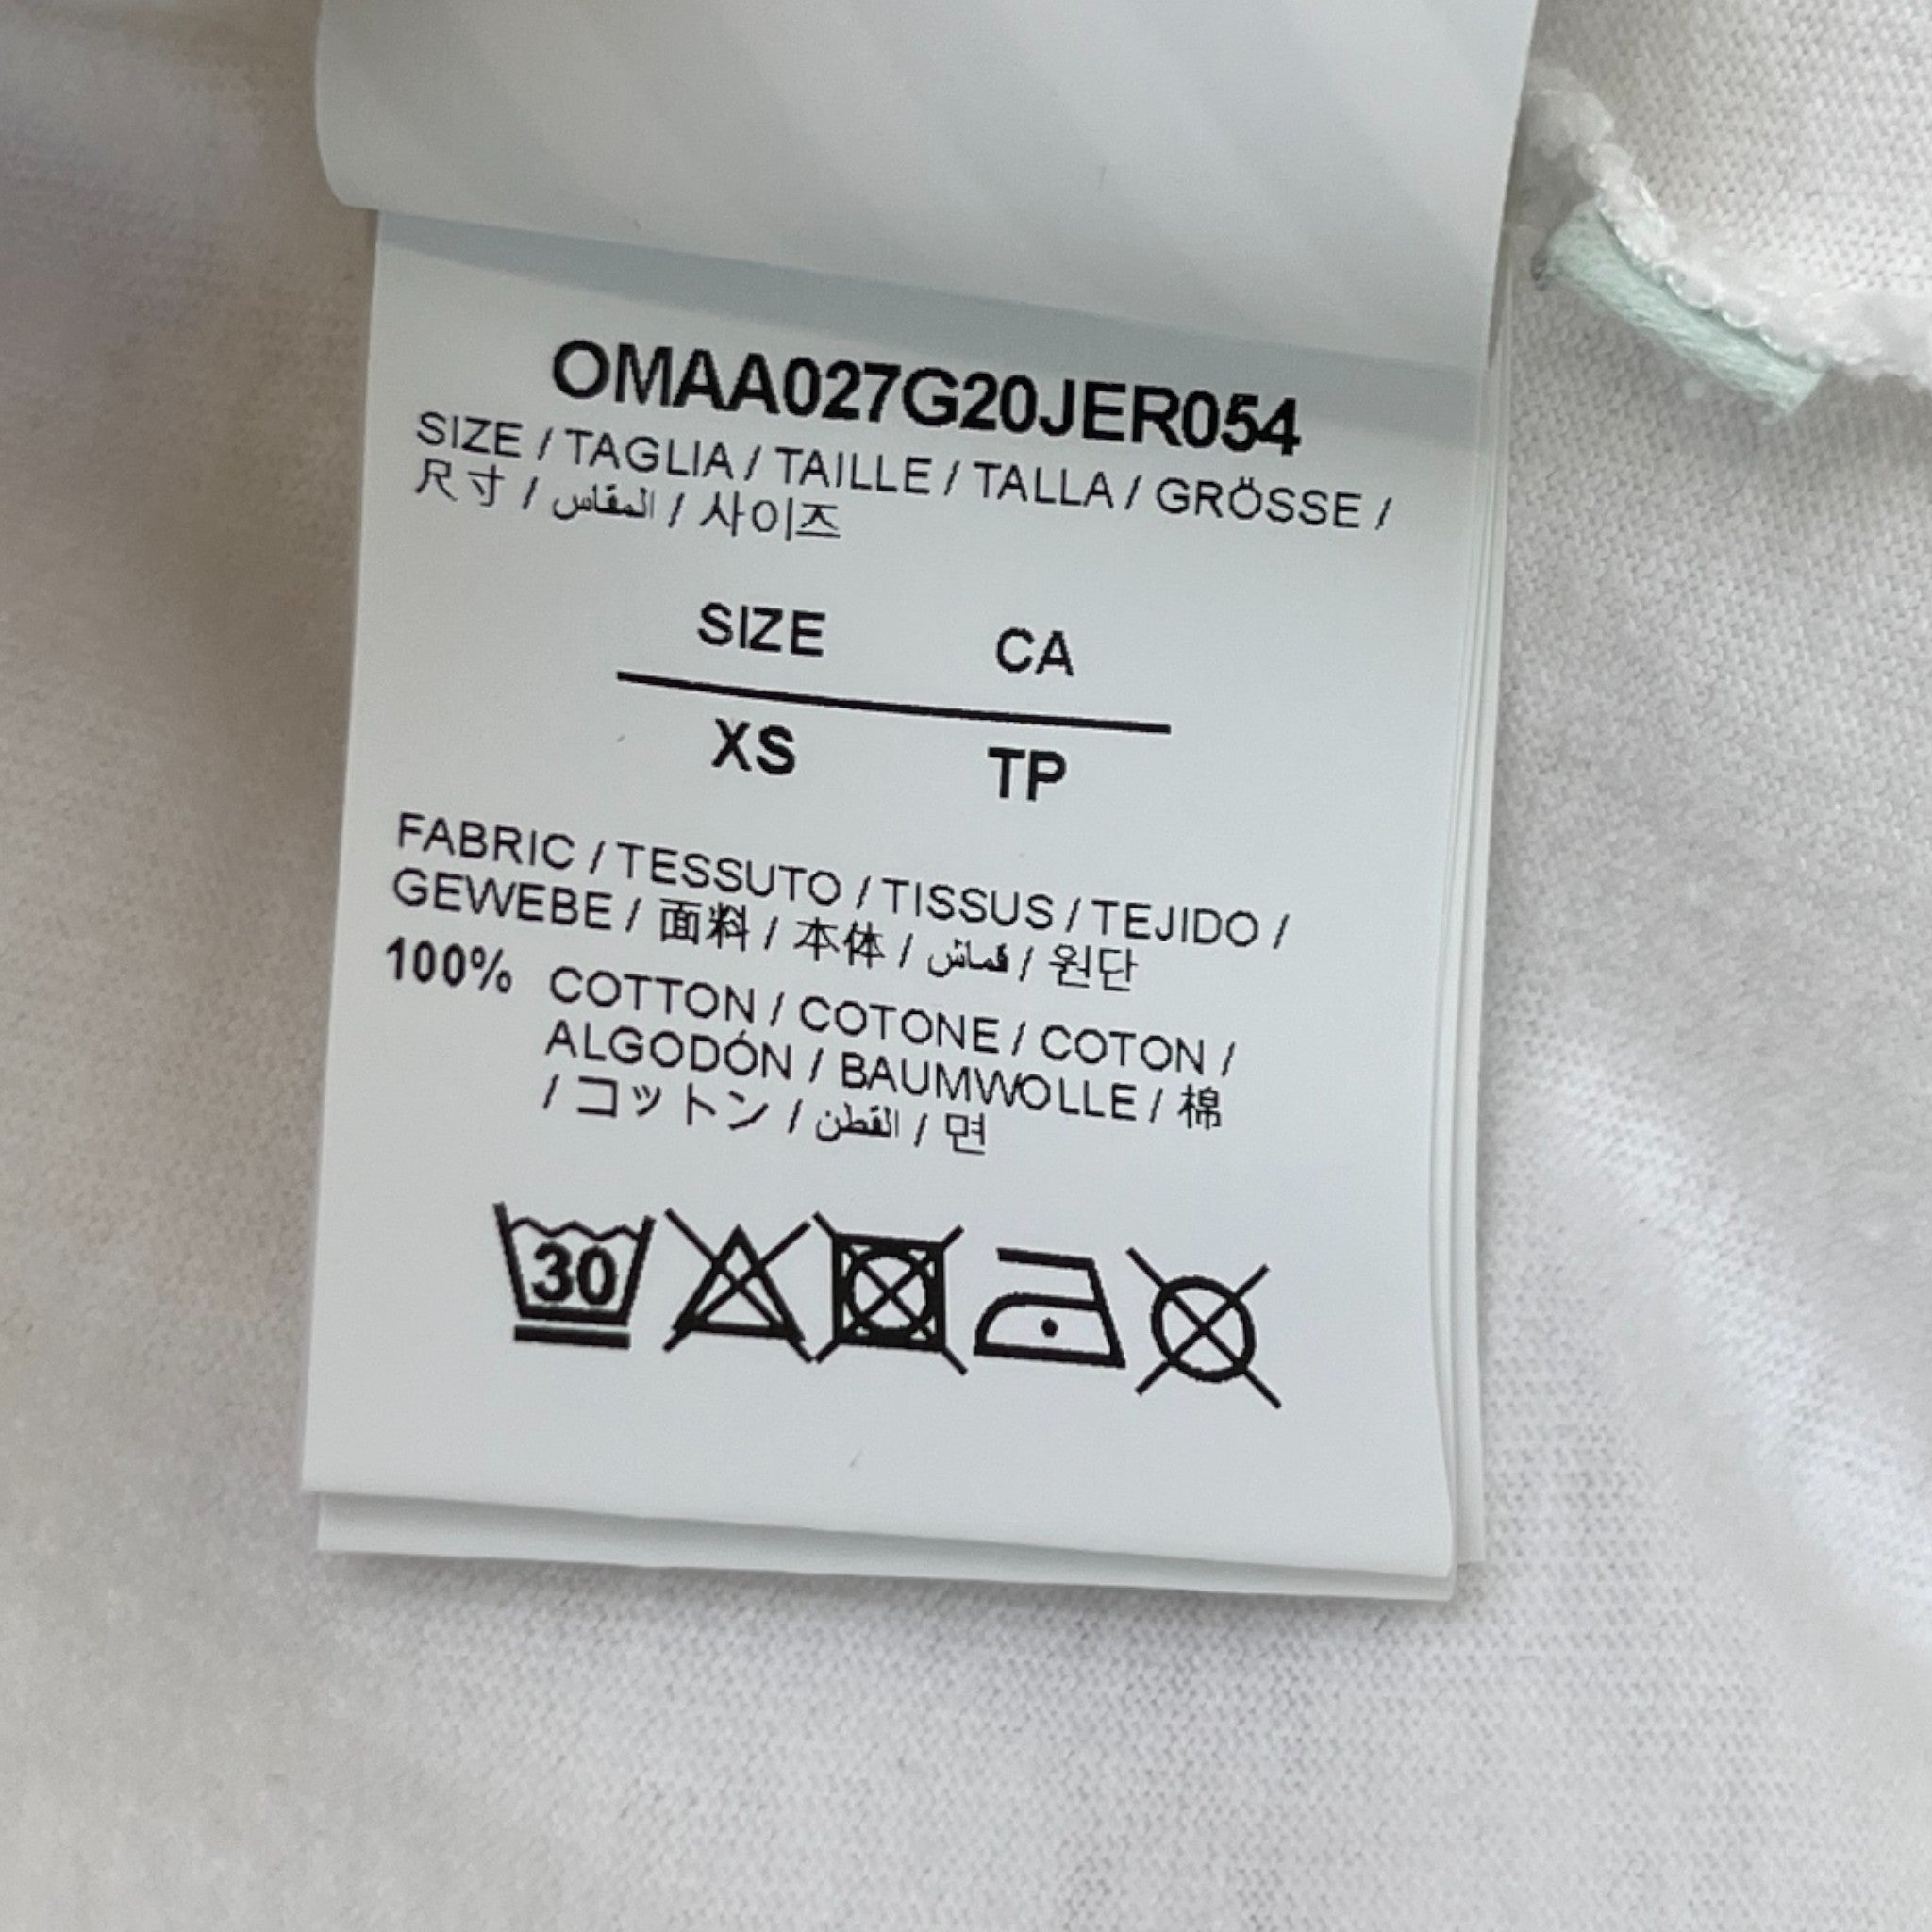 OMAA027G20JER054
SIZE / TAGLIA / TAILLE / TALLA / GRÖSSE /
尺寸 / المقاس / 사이즈
SIZE CA
XS TP
FABRIC / TESSUTO / TISSUS / TEJIDO /
GEWEBE / 面料 / 本体 / قماش / 원단
100% COTTON / COTONE / COTON /
ALGODÓN / BAUMWOLLE / 棉
/ コットン / القطن / 면
30